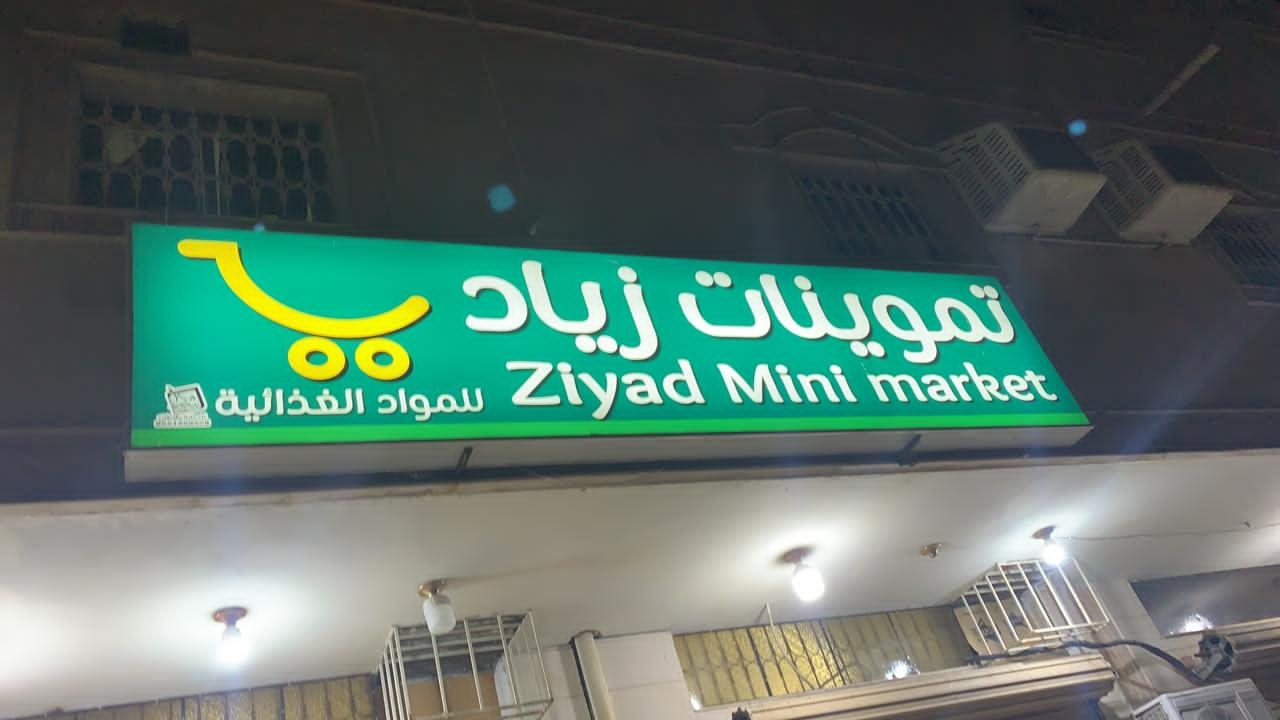 تموينات زياد
Ziyad Mini market
للمواد الغذائية